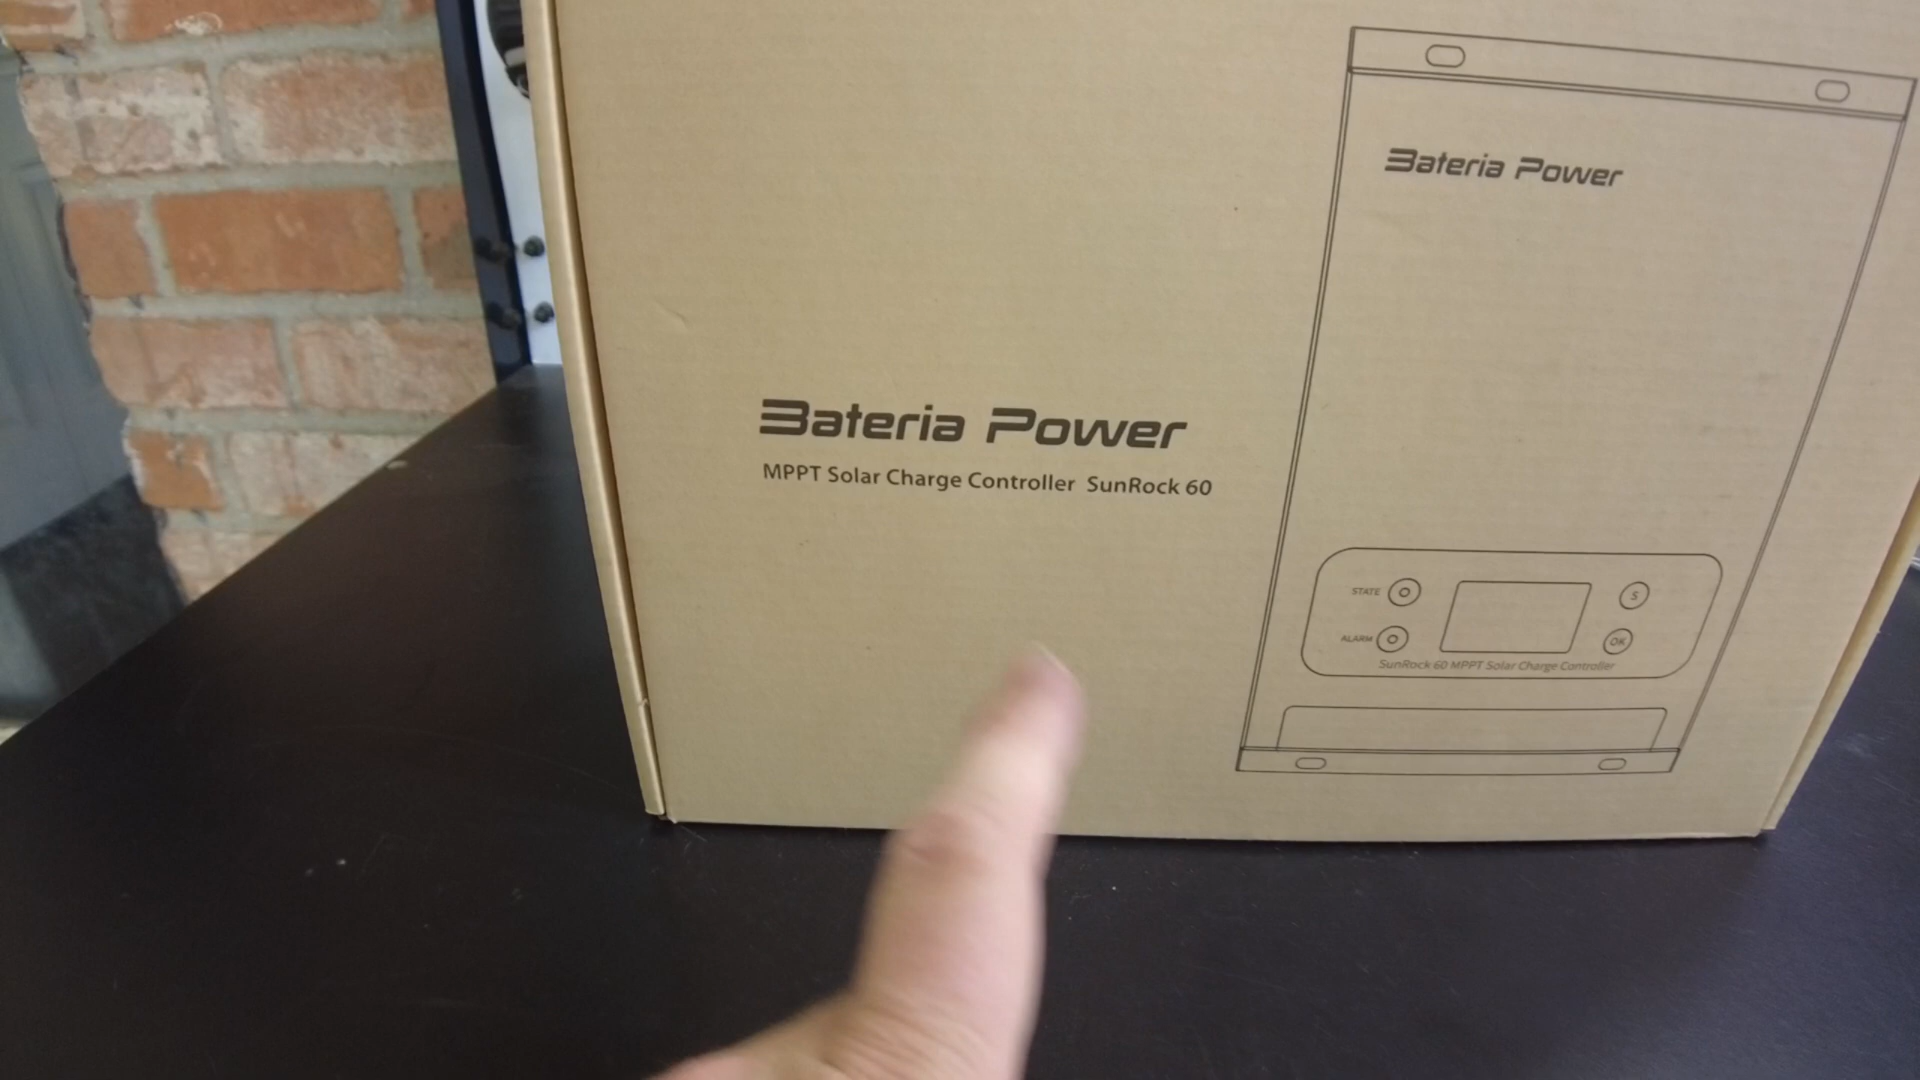 Bateria Power
MPPT Solar Charge Controller SunRock 60
Bateria Power
STATE
S
ALARM
OK
SunRock 60 MPPT Solar Charge Controller